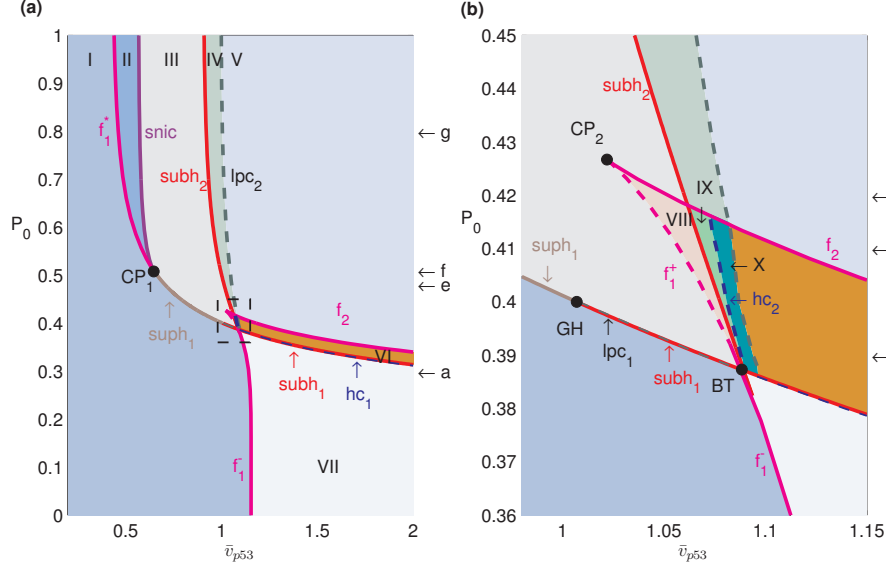 (a)
1
0.9
0.8
0.7
0.6
P0
0.5
0.4
0.3
0.2
0.1
0
I
II
III
IV
V
f1*
snic
subh2
lpc2
CP1
suph1
f2
VI
subh1
hc1
f1-
VII
← g
← f
← e
← a
0.5
1
1.5
2
v̄p53
(b)
0.45
0.44
0.43
0.42
P0
0.41
0.4
0.39
0.38
0.37
0.36
subh2
CP2
IX
VIII
f2
suph1
f1+
← X
← hc2
GH
lpc1
subh1
BT
f1-
←
←
←
1
1.05
1.1
1.15
v̄p53